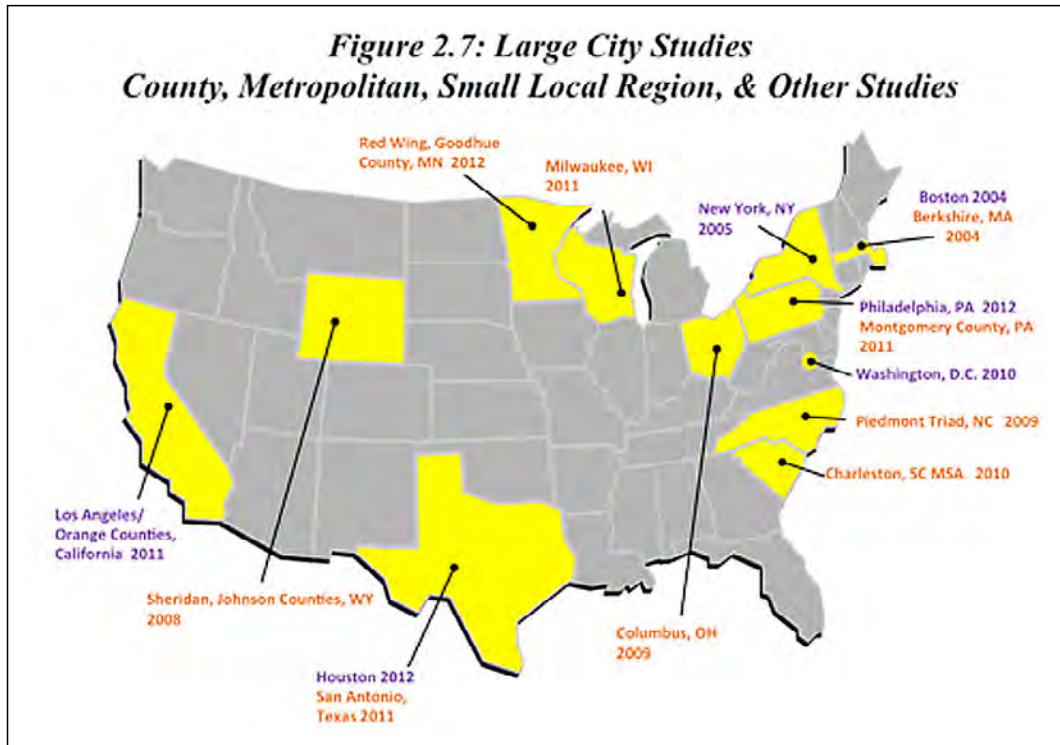 Figure 2.7: Large City Studies
County, Metropolitan, Small Local Region, & Other Studies
Red Wing, Goodhue
County, MN 2012
Milwaukee, WI
2011
New York, NY
2005
Boston 2004
Berkshire, MA
2004
Philadelphia, PA 2012
Montgomery County, PA
2011
Washington, D.C. 2010
Piedmont Triad, NC 2009
Charleston, SC MSA 2010
Los Angeles/
Orange Counties,
California 2011
Sheridan, Johnson Counties, WY
2008
Columbus, OH
2009
Houston 2012
San Antonio,
Texas 2011